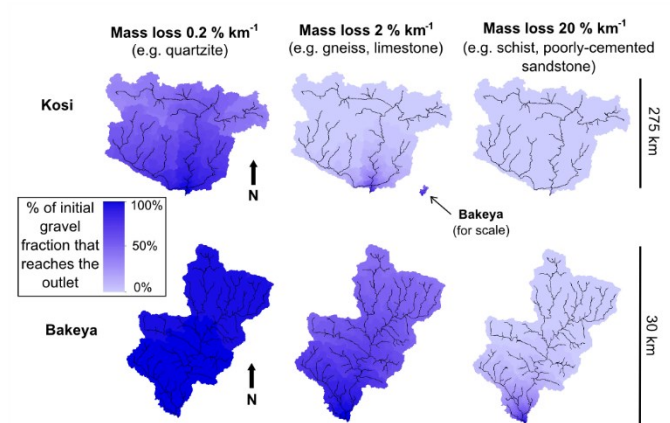 Mass loss 0.2 % km-1
(e.g. quartzite)
Mass loss 2 % km-1
(e.g. gneiss, limestone)
Mass loss 20 % km-1
(e.g. schist, poorly-cemented
sandstone)
Kosi
275 km
N
Bakeya
(for scale)
% of initial
gravel
fraction that
reaches the
outlet
100%
50%
0%
Bakeya
30 km
N